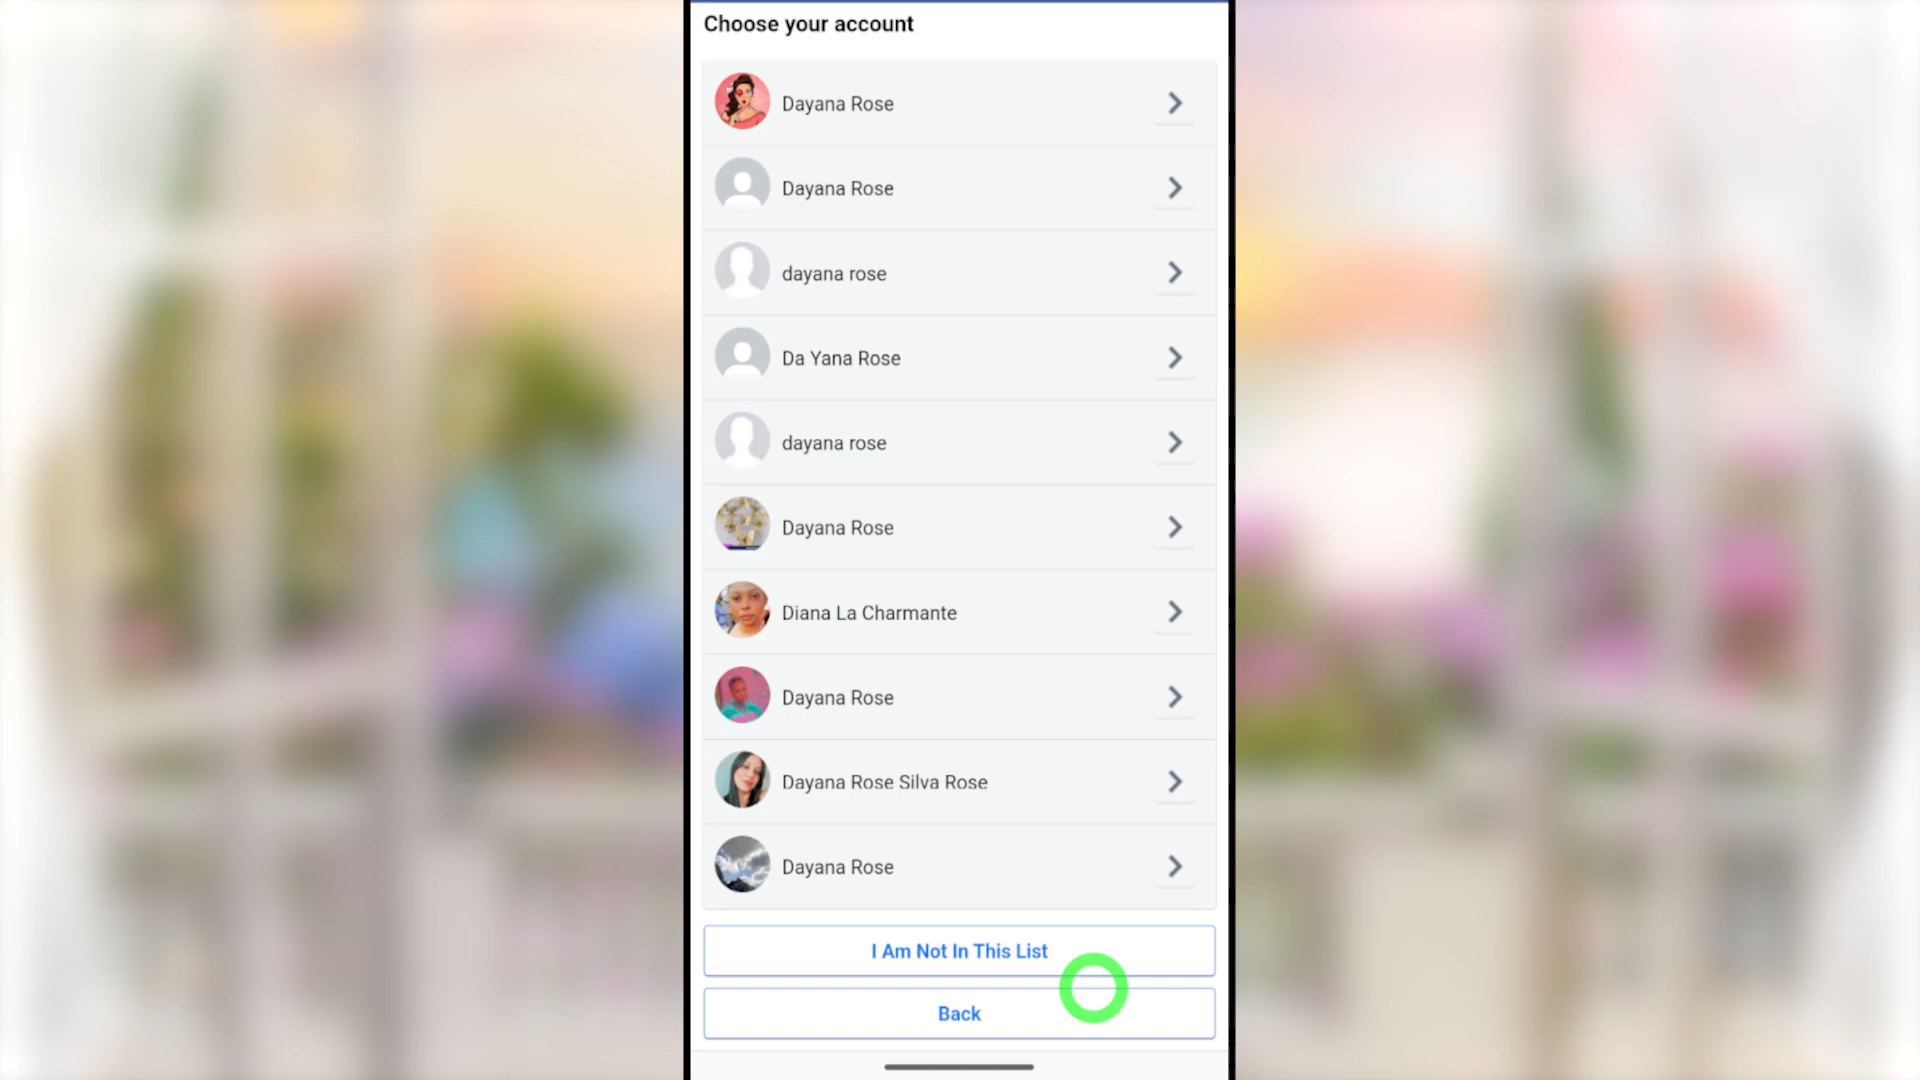 Choose your account
Dayana Rose
Dayana Rose
dayana rose
Da Yana Rose
dayana rose
Dayana Rose
Diana La Charmante
Dayana Rose
Dayana Rose Silva Rose
Dayana Rose
I Am Not In This List
Back